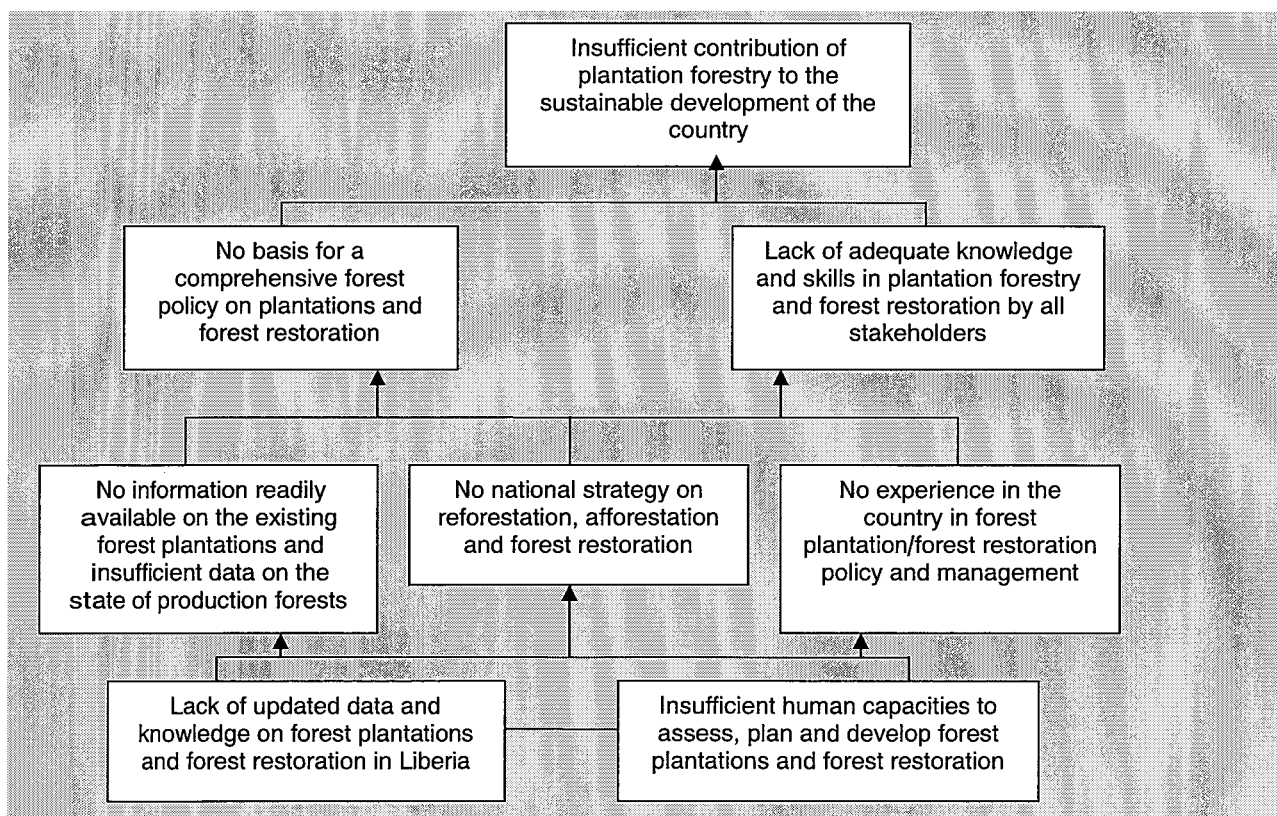 Insufficient contribution of
plantation forestry to the
sustainable development of the
country
No basis for a
comprehensive forest
policy on plantations and
forest restoration
Lack of adequate knowledge
and skills in plantation forestry
and forest restoration by all
stakeholders
No information readily
available on the existing
forest plantations and
insufficient data on the
state of production forests
No national strategy on
reforestation, afforestation
and forest restoration
No experience in the
country in forest
plantation/forest restoration
policy and management
Lack of updated data and
knowledge on forest plantations
and forest restoration in Liberia
Insufficient human capacities to
assess, plan and develop forest
plantations and forest restoration